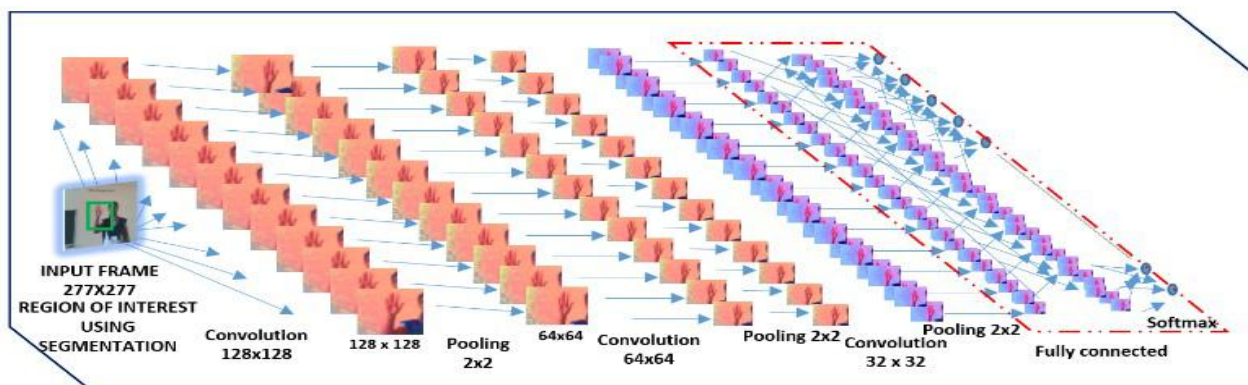 INPUT FRAME
277X277
REGION OF INTEREST
USING
SEGMENTATION
Convolution
128x128
128 x 128
Pooling
2x2
64x64
Convolution
64x64
Pooling 2x2
Convolution
32 x 32
Pooling 2x2
Fully connected
Softmax